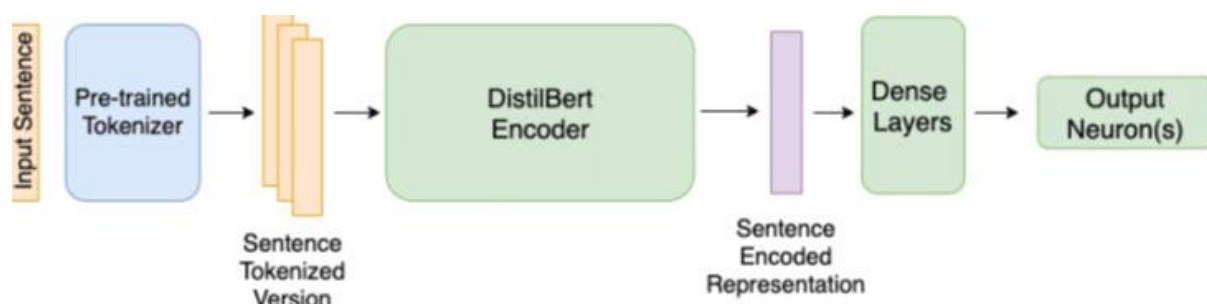 Input Sentence
Pre-trained
Tokenizer
Sentence
Tokenized
Version
DistilBert
Encoder
Sentence
Encoded
Representation
Dense
Layers
Output
Neuron(s)